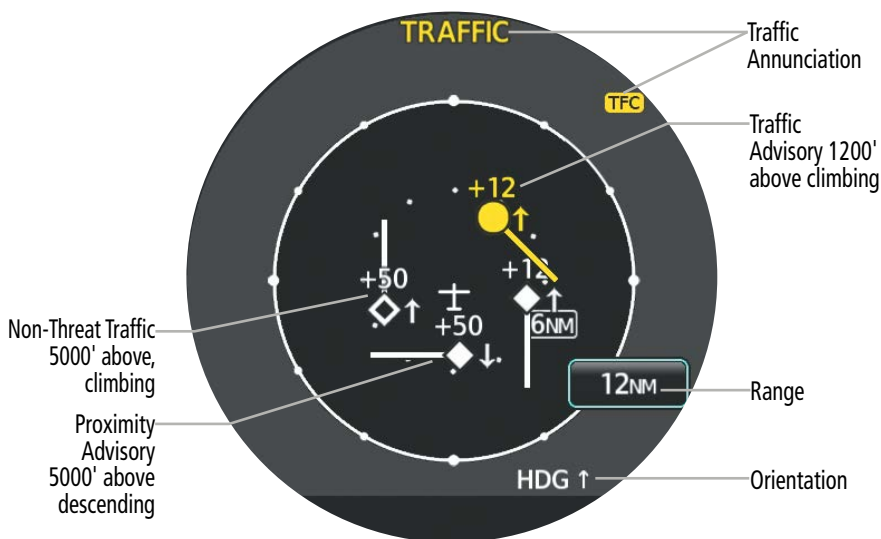 TRAFFIC
Traffic
Annunciation
TFC
Traffic
Advisory 1200'
above climbing
+12 ↑
+50 ↑
+12 ↑
6NM
+50 ↓
Non-Threat Traffic
5000' above,
climbing
12NM
Range
Proximity
Advisory
5000' above
descending
HDG ↑
Orientation